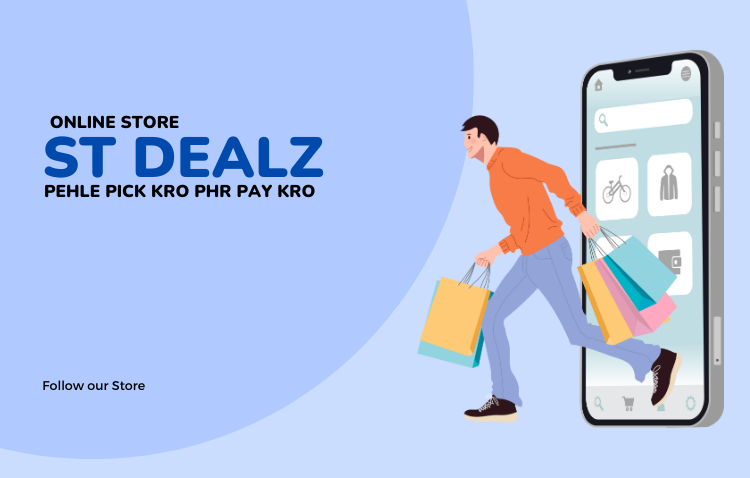 ONLINE STORE
ST DEALZ
PEHLE PICK KRO PHR PAY KRO
Follow our Store